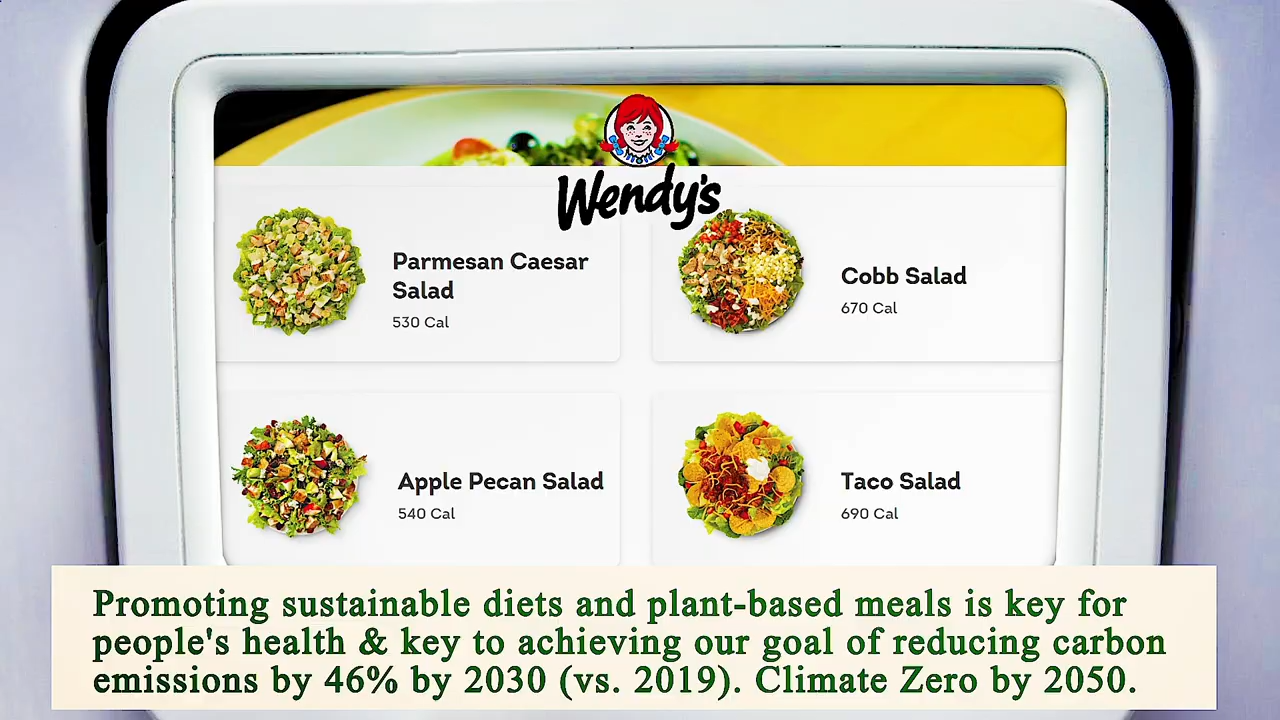 Wendy's
Parmesan Caesar
Salad
530 Cal
Cobb Salad
670 Cal
Apple Pecan Salad
540 Cal
Taco Salad
690 Cal
Promoting sustainable diets and plant-based meals is key for
people's health & key to achieving our goal of reducing carbon
emissions by 46% by 2030 (vs. 2019). Climate Zero by 2050.